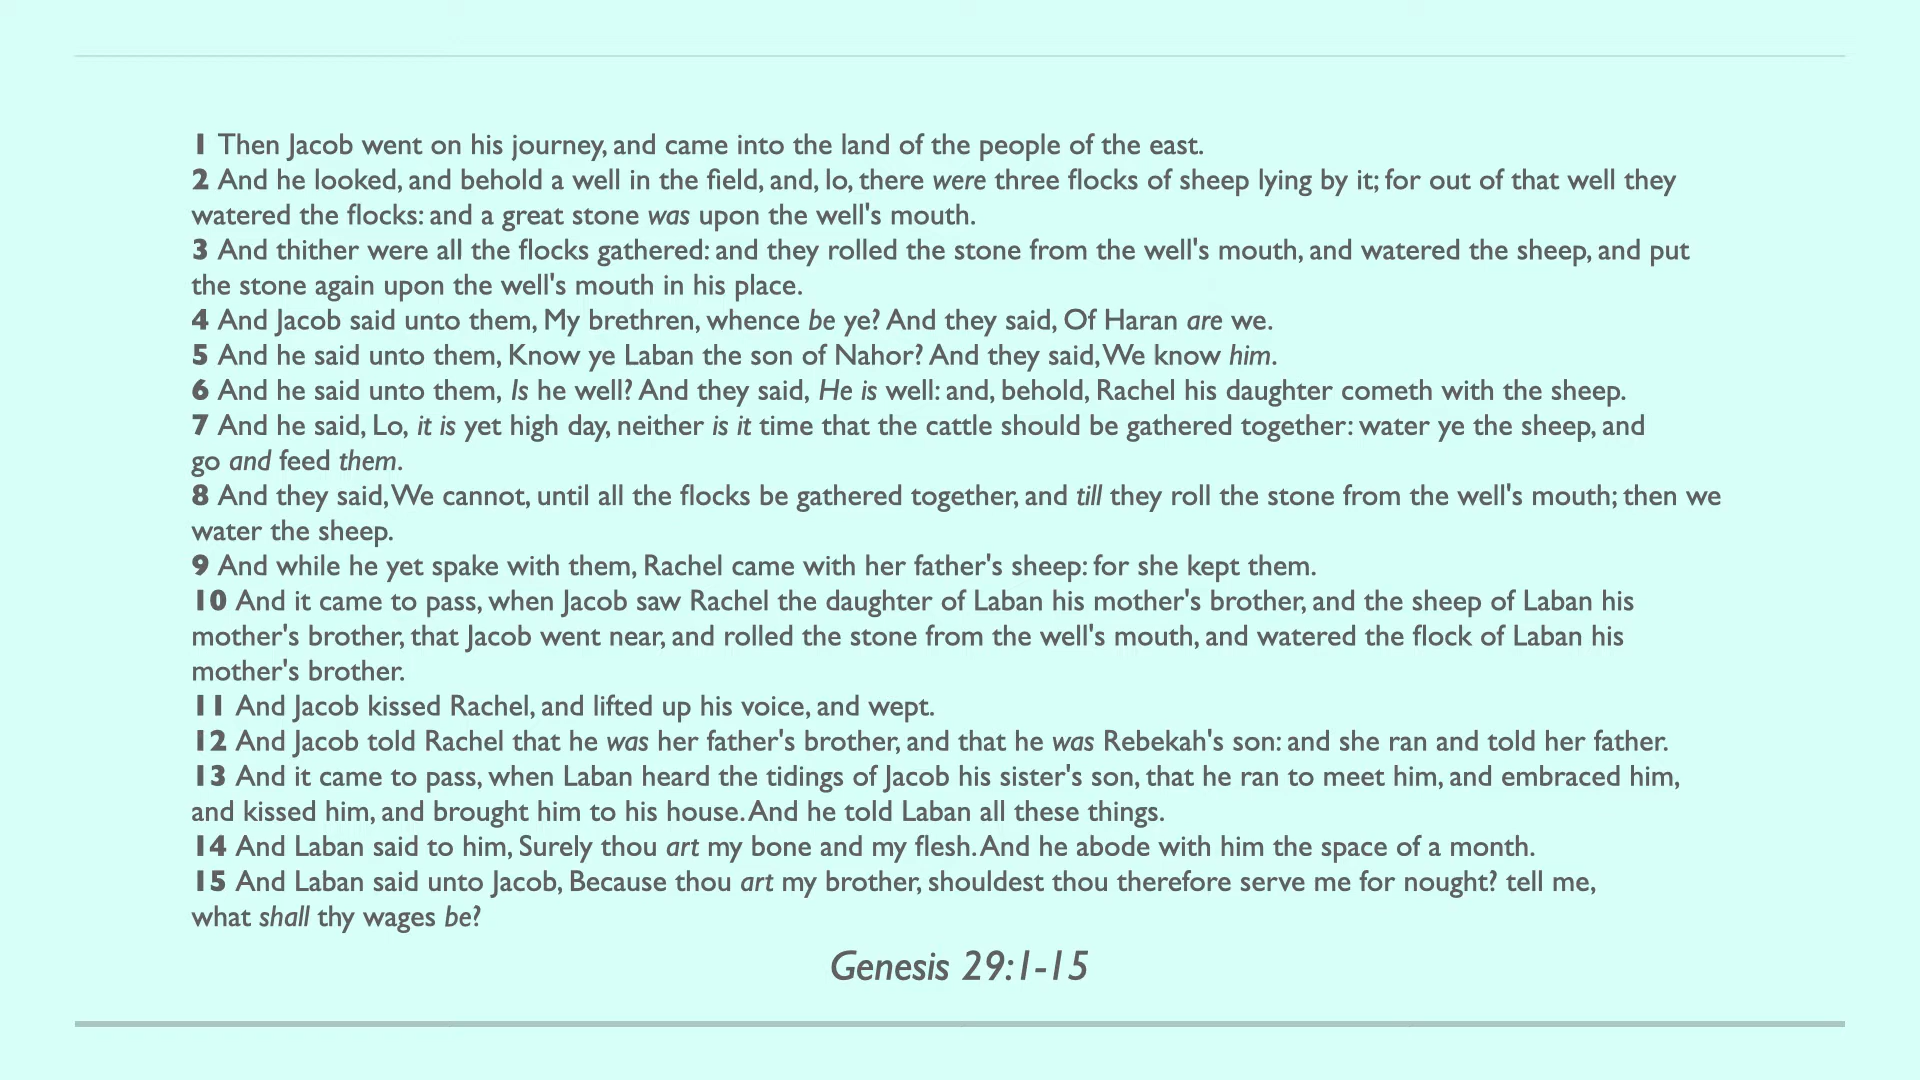 1 Then Jacob went on his journey, and came into the land of the people of the east.
2 And he looked, and behold a well in the field, and, lo, there were three flocks of sheep lying by it; for out of that well they
watered the flocks: and a great stone was upon the well's mouth.
3 And thither were all the flocks gathered: and they rolled the stone from the well's mouth, and watered the sheep, and put
the stone again upon the well's mouth in his place.
4 And Jacob said unto them, My brethren, whence be ye? And they said, Of Haran are we.
5 And he said unto them, Know ye Laban the son of Nahor? And they said, We know him.
6 And he said unto them, Is he well? And they said, He is well: and, behold, Rachel his daughter cometh with the sheep.
7 And he said, Lo, it is yet high day, neither is it time that the cattle should be gathered together: water ye the sheep, and
go and feed them.
8 And they said, We cannot, until all the flocks be gathered together, and till they roll the stone from the well's mouth; then we
water the sheep.
9 And while he yet spake with them, Rachel came with her father's sheep: for she kept them.
10 And it came to pass, when Jacob saw Rachel the daughter of Laban his mother's brother, and the sheep of Laban his
mother's brother, that Jacob went near, and rolled the stone from the well's mouth, and watered the flock of Laban his
mother's brother.
11 And Jacob kissed Rachel, and lifted up his voice, and wept.
12 And Jacob told Rachel that he was her father's brother, and that he was Rebekah's son: and she ran and told her father.
13 And it came to pass, when Laban heard the tidings of Jacob his sister's son, that he ran to meet him, and embraced him,
and kissed him, and brought him to his house. And he told Laban all these things.
14 And Laban said to him, Surely thou art my bone and my flesh. And he abode with him the space of a month.
15 And Laban said unto Jacob, Because thou art my brother, shouldest thou therefore serve me for nought? tell me,
what shall thy wages be?
Genesis 29:1-15